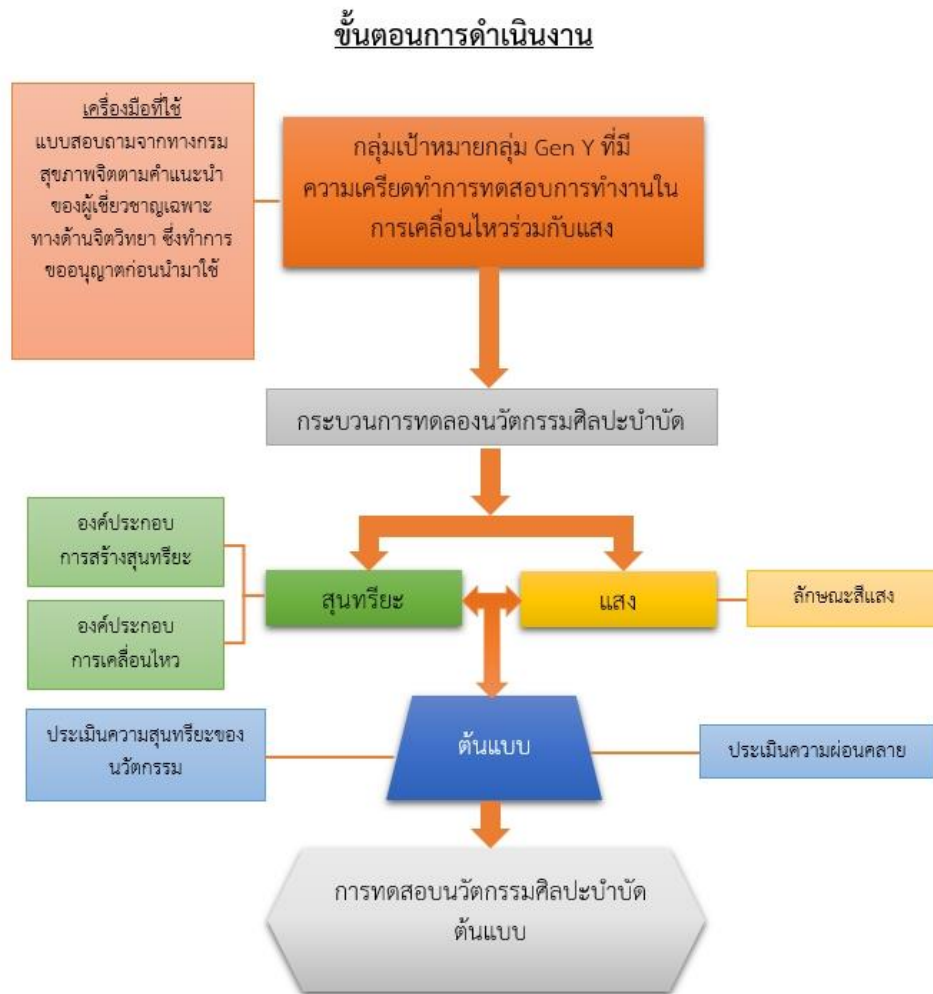 ขั้นตอนการดำเนินงาน
เครื่องมือที่ใช้
แบบสอบถามจากทางกรม
สุขภาพจิตตามคำแนะนำ
ของผู้เชี่ยวชาญเฉพาะ
ทางด้านจิตวิทยา ซึ่งทำการ
ขออนุญาตก่อนนำมาใช้
กลุ่มเป้าหมายกลุ่ม Gen Y ที่มี
ความเครียดทำการทดสอบการทำงานใน
การเคลื่อนไหวร่วมกับแสง
กระบวนการทดลองนวัตกรรมศิลปะบำบัด
องค์ประกอบ
การสร้างสุนทรียะ
องค์ประกอบ
การเคลื่อนไหว
สุนทรียะ
แสง
ลักษณะสีแสง
ประเมินความสุนทรียะของ
นวัตกรรม
ต้นแบบ
ประเมินความผ่อนคลาย
การทดสอบนวัตกรรมศิลปะบำบัด
ต้นแบบ